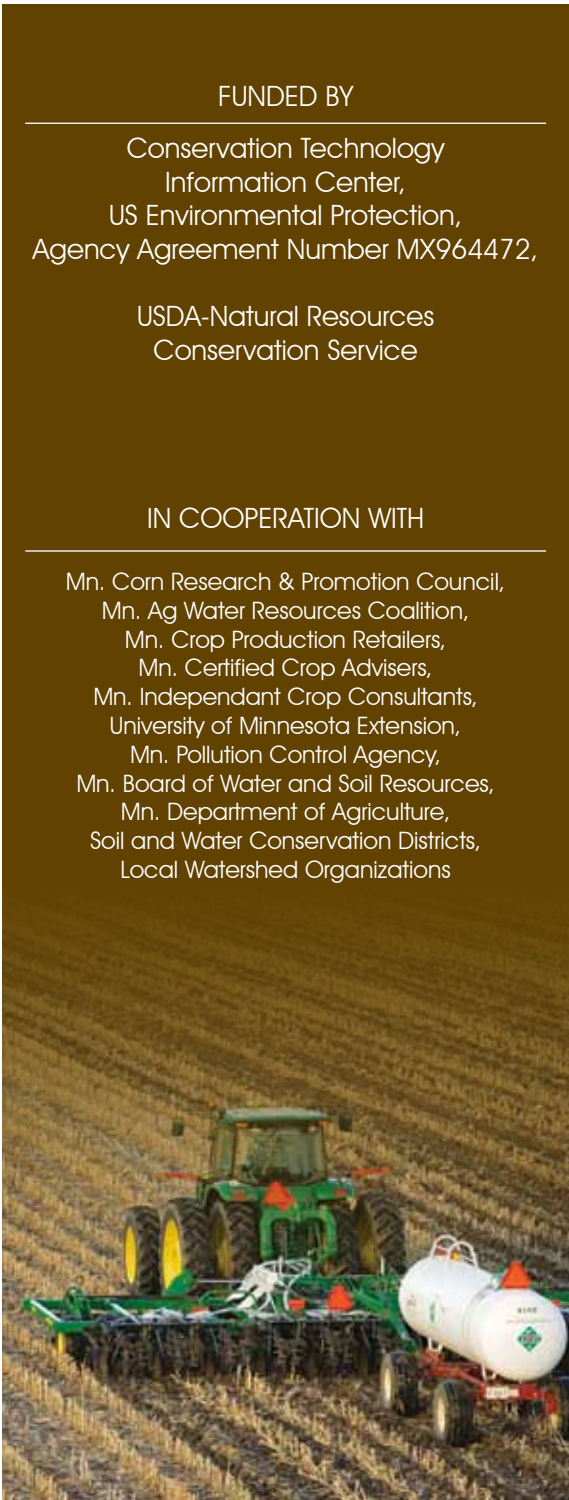 FUNDED BY
Conservation Technology
Information Center,
US Environmental Protection,
Agency Agreement Number MX964472,
USDA-Natural Resources
Conservation Service
IN COOPERATION WITH
Mn. Corn Research & Promotion Council,
Mn. Ag Water Resources Coalition,
Mn. Crop Production Retailers,
Mn. Certified Crop Advisers,
Mn. Independant Crop Consultants,
University of Minnesota Extension,
Mn. Pollution Control Agency,
Mn. Board of Water and Soil Resources,
Mn. Department of Agriculture,
Soil and Water Conservation Districts,
Local Watershed Organizations